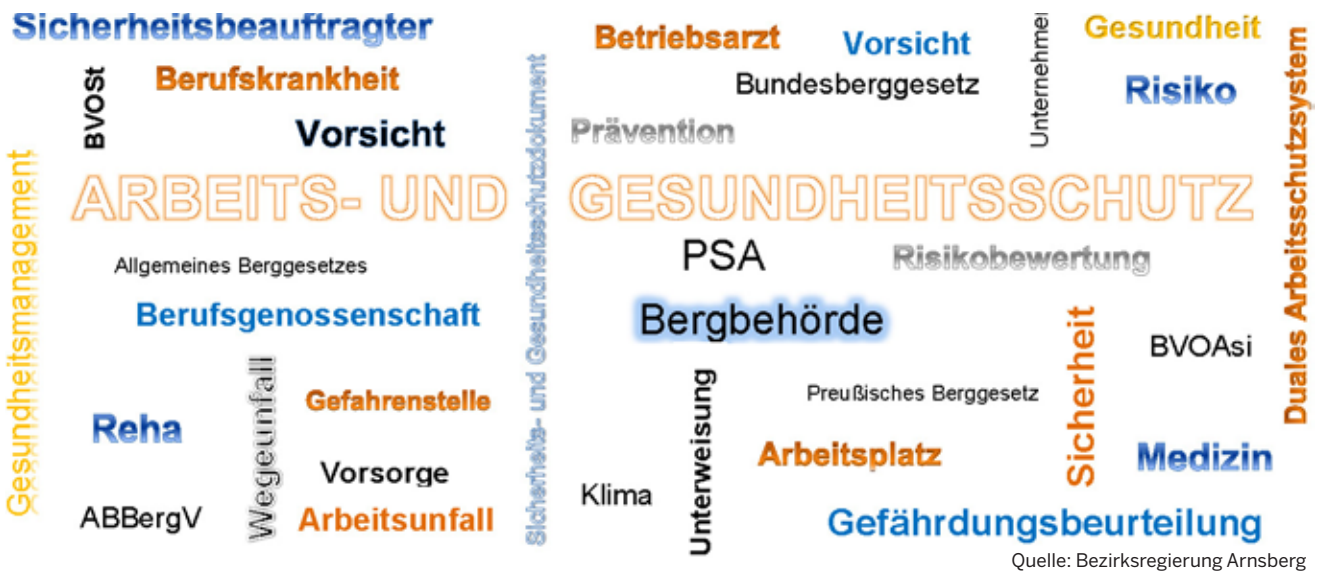 Sicherheitsbeauftragter
Betriebsarzt
Vorsicht
Unternehmer
Gesundheit
BVOSt
Berufskrankheit
Bundesberggesetz
Risiko
Vorsicht
Prävention
Duales Arbeitsschutzsystem
Gesundheitsmanagement
Sicherheits- und Gesundheitsschutzdokument
ARBEITS- UND GESUNDHEITSSCHUTZ
Allgemeines Berggesetzes
PSA
Risikobewertung
Berufsgenossenschaft
Bergbehörde
Sicherheit
BVOAsi
Wegeunfall
Gefahrenstelle
Unterweisung
Preußisches Berggesetz
Reha
Vorsorge
Arbeitsplatz
Medizin
ABBergV
Arbeitsunfall
Klima
Gefährdungsbeurteilung
Quelle: Bezirksregierung Arnsberg